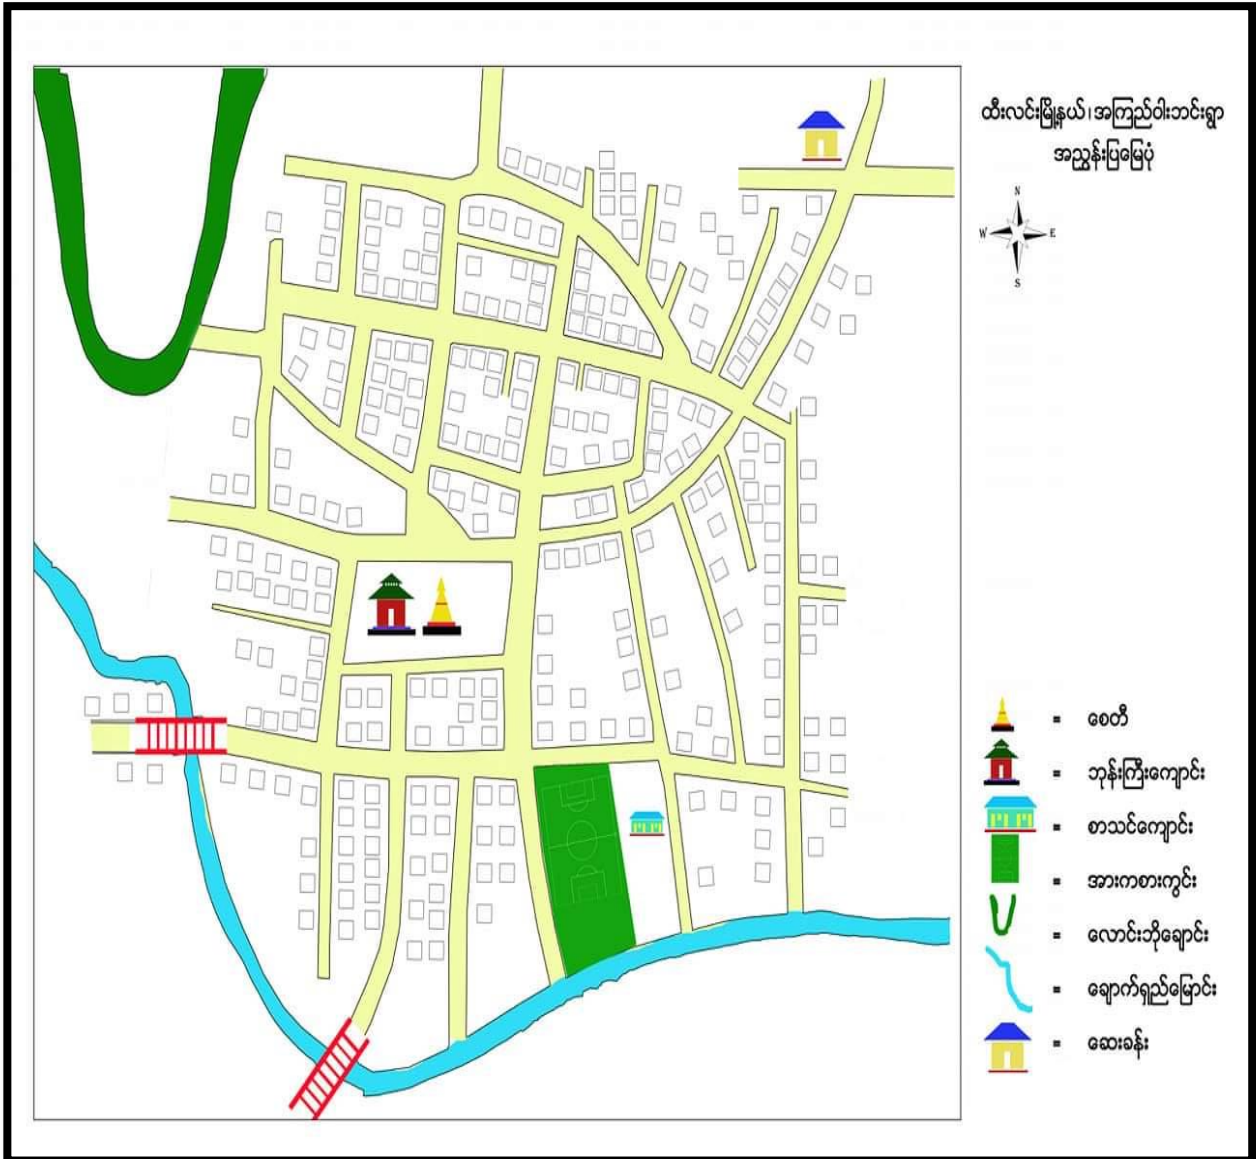 ထီးလင်းမြို့နယ်၊အကြည်ဝါးဘင်းရွာ
အညွှန်းပြမြေပုံ
N
W E
S
= စေတီ
= ဘုန်းကြီးကျောင်း
= စာသင်ကျောင်း
= အားကစားကွင်း
= လောင်းဘိုချောင်း
= ချောက်ရှည်မြောင်း
= ဆေးခန်း